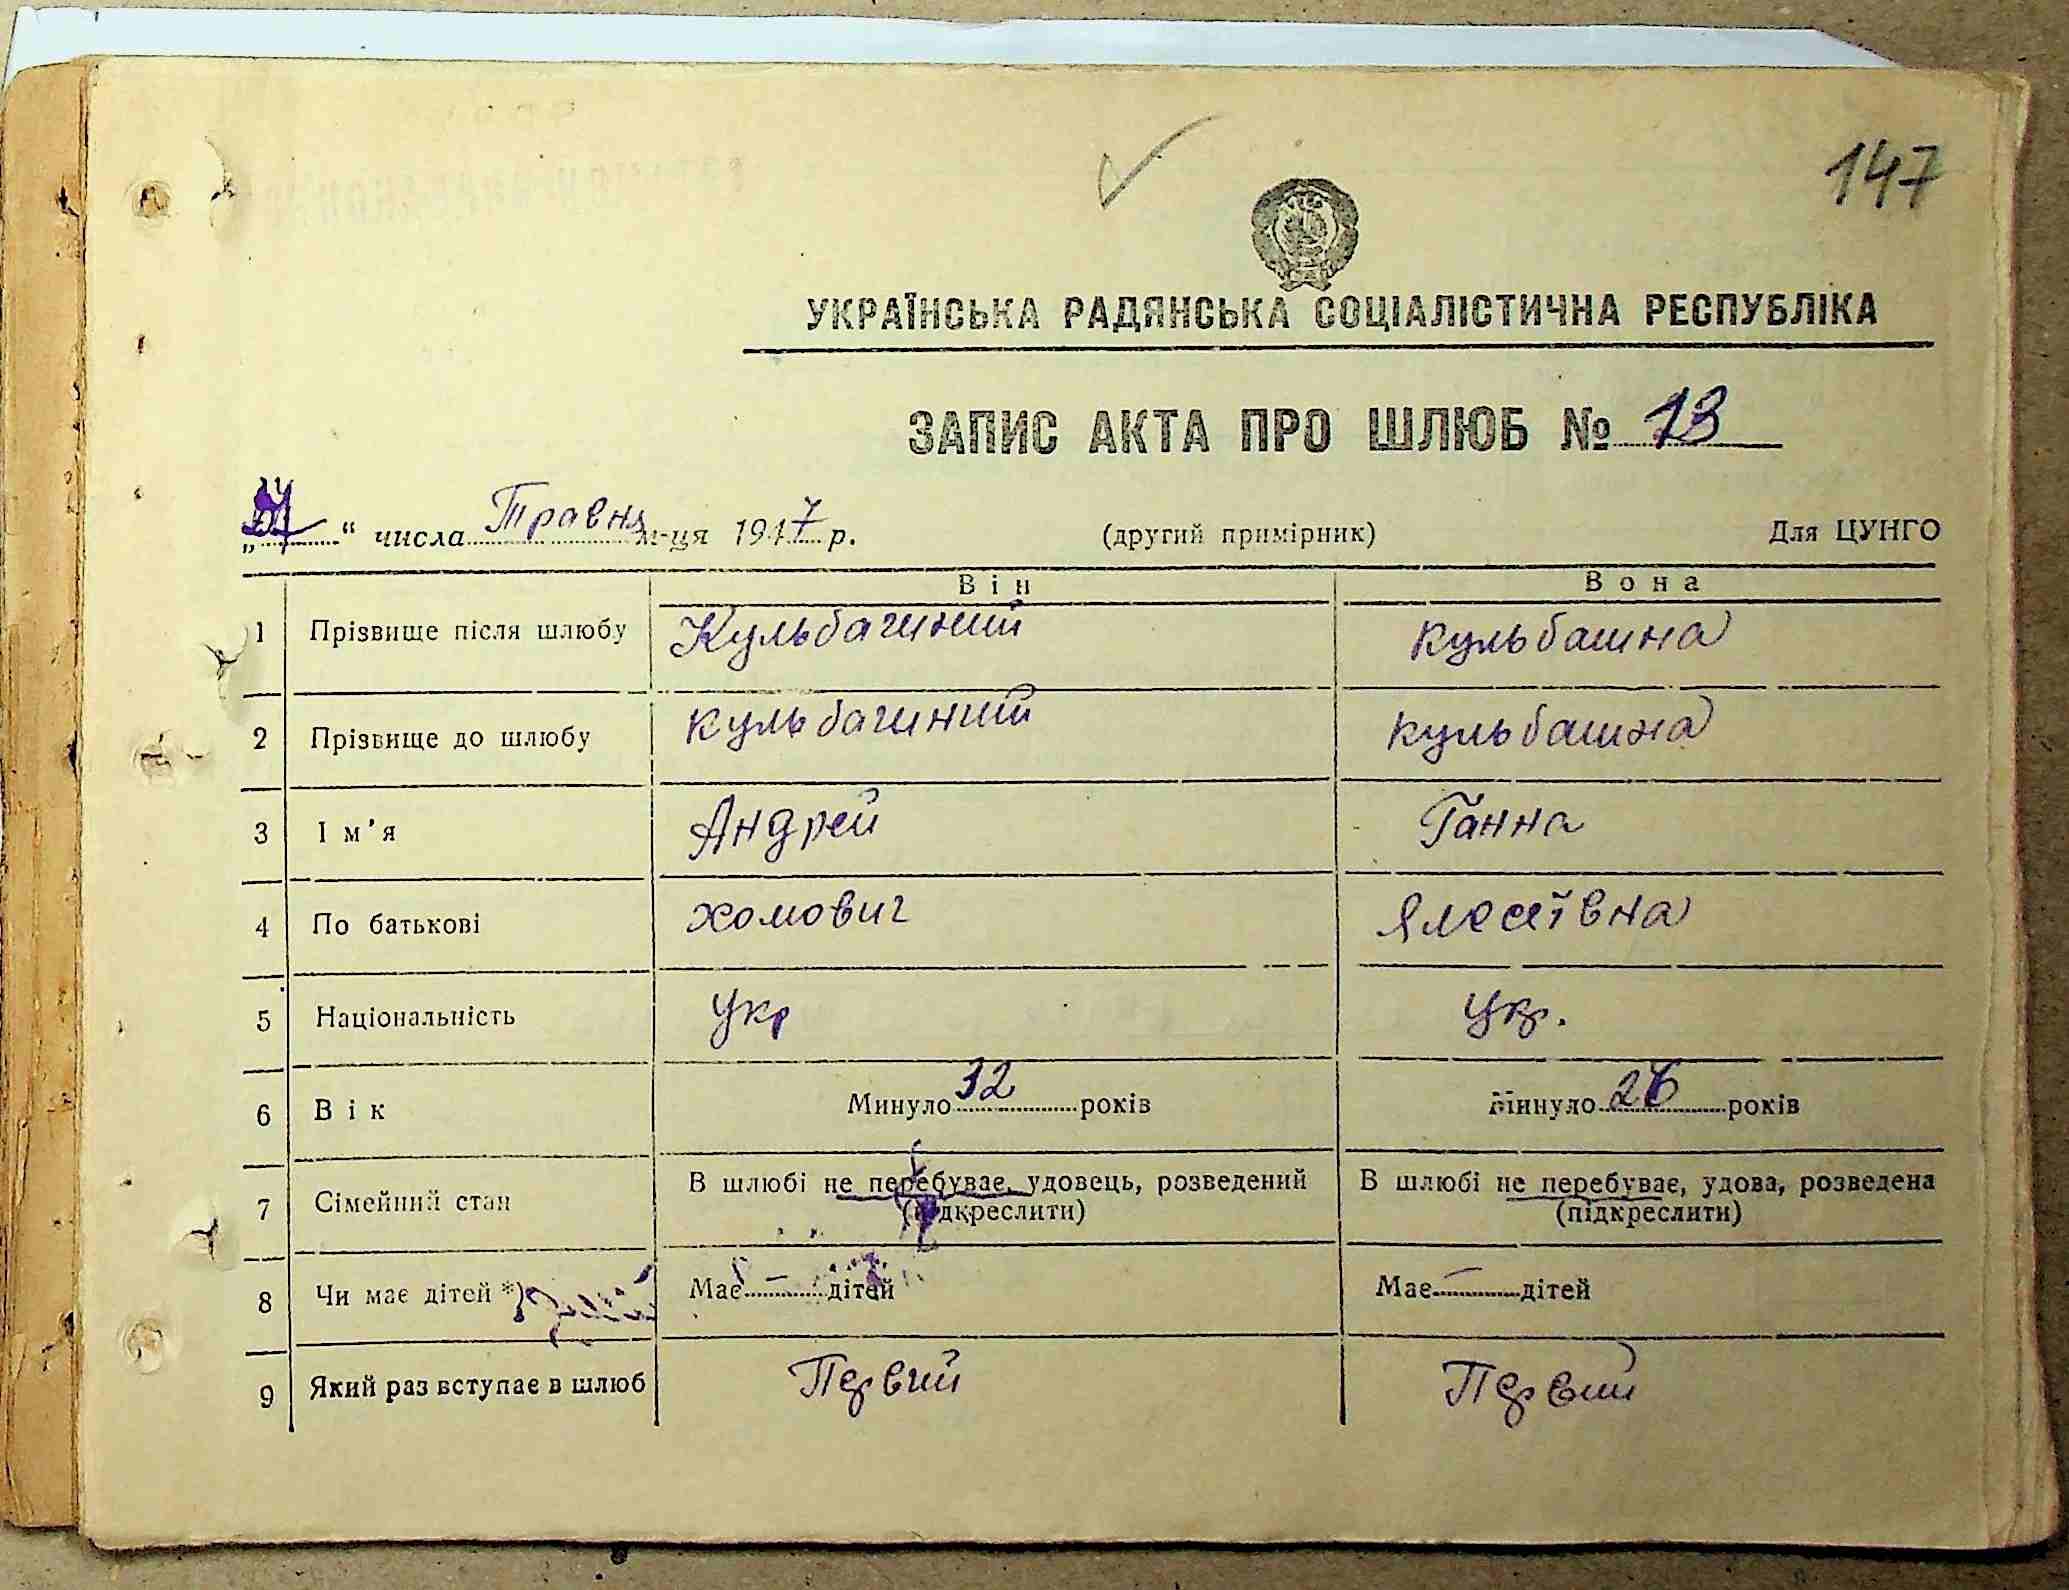 147
УКРАЇНСЬКА РАДЯНСЬКА СОЦІАЛІСТИЧНА РЕСПУБЛІКА
ЗАПИС АКТА ПРО ШЛЮБ № 13
„ “ числа Травня м-ця 1947 р. (другий примірник) Для ЦУНГО
Він Вона
1 Прізвище після шлюбу Кульбачиний Кульбашна
2 Прізвище до шлюбу Кульбачиний Кульбашна
3 Ім'я Андрей Ганна
4 По батькові Хомович
5 Національність Укр Укр.
6 Вік Минуло 32 років Минуло 26 років
7 Сімейний стан В шлюбі не перебуває, удовець, розведений В шлюбі не перебуває, удова, розведена
(підкреслити) (підкреслити)
8 Чи має дітей *) Має — дітей Має — дітей
9 Який раз вступає в шлюб Первий Первий